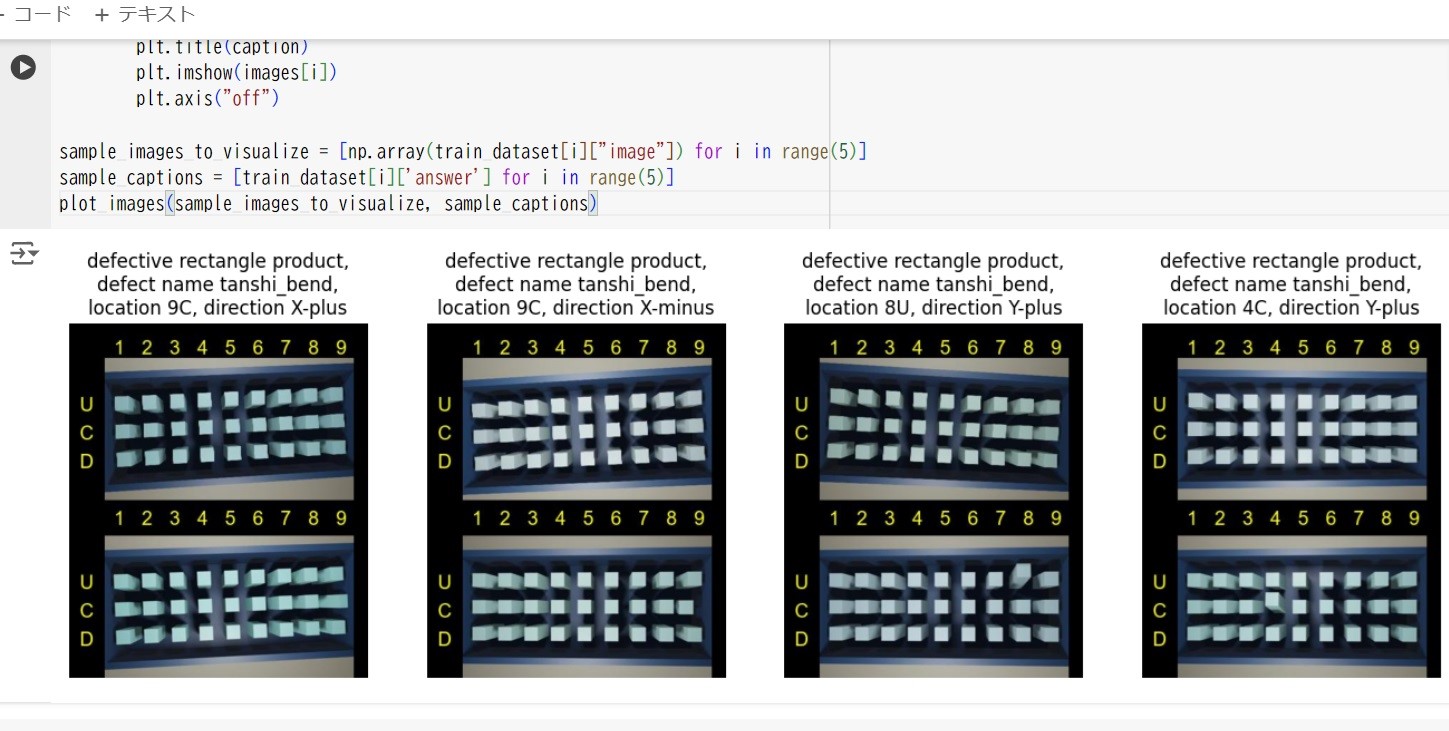 コード + テキスト
plt.title(caption)
plt.imshow(images[i])
plt.axis("off")
sample_images_to_visualize = [np.array(train_dataset[i]["image"]) for i in range(5)]
sample_captions = [train_dataset[i]['answer'] for i in range(5)]
plot_images(sample_images_to_visualize, sample_captions)
defective rectangle product,
defect name tanshi_bend,
location 9C, direction X-plus
1 2 3 4 5 6 7 8 9
U
C
D
1 2 3 4 5 6 7 8 9
U
C
D
defective rectangle product,
defect name tanshi_bend,
location 9C, direction X-minus
1 2 3 4 5 6 7 8 9
U
C
D
1 2 3 4 5 6 7 8 9
U
C
D
defective rectangle product,
defect name tanshi_bend,
location 8U, direction Y-plus
1 2 3 4 5 6 7 8 9
U
C
D
1 2 3 4 5 6 7 8 9
U
C
D
defective rectangle product,
defect name tanshi_bend,
location 4C, direction Y-plus
1 2 3 4 5 6 7 8 9
U
C
D
1 2 3 4 5 6 7 8 9
U
C
D